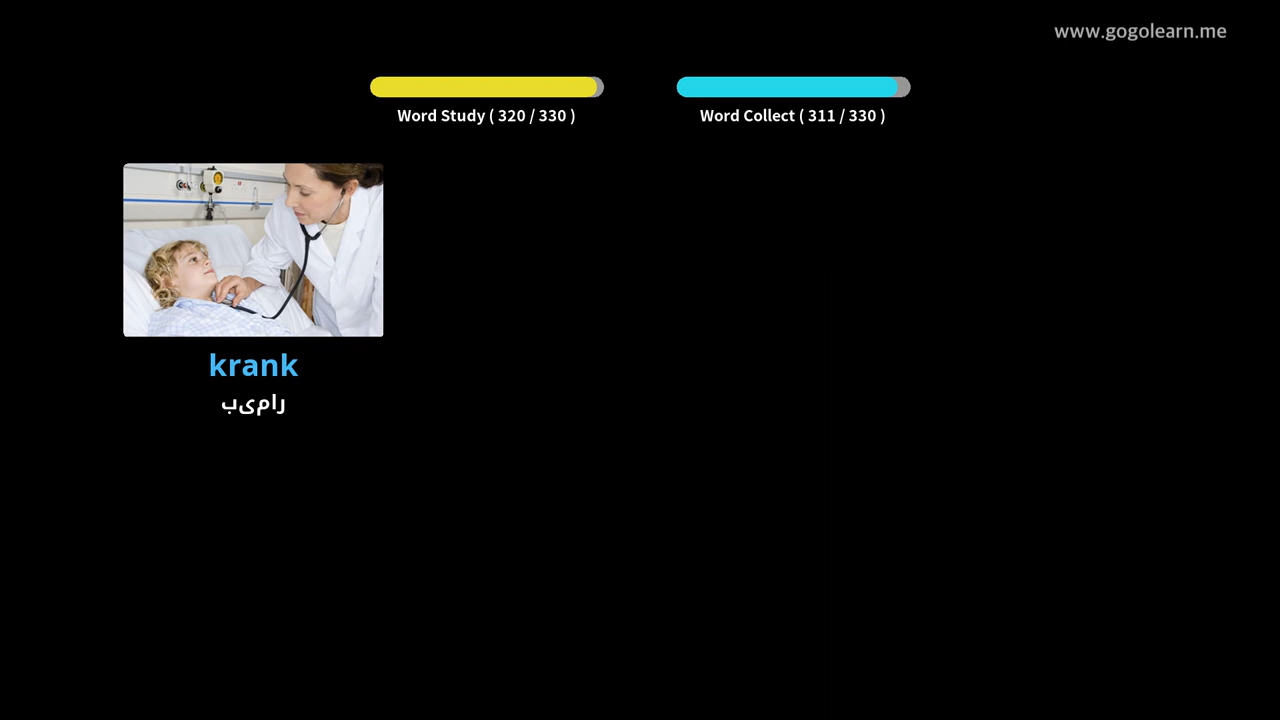 www.gogolearn.me
Word Study ( 320 / 330 )
Word Collect ( 311 / 330 )
krank
رامیب